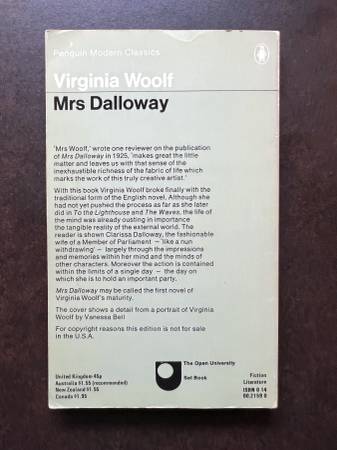 Penguin Modern Classics
Virginia Woolf
Mrs Dalloway
'Mrs Woolf,' wrote one reviewer on the publication
of Mrs Dalloway in 1925, 'makes great the little
matter and leaves us with that sense of the
inexhaustible richness of the fabric of life which
marks the work of this truly creative artist.'
With this book Virginia Woolf broke finally with the
traditional form of the English novel. Although she
had not yet pushed the process as far as she later
did in To the Lighthouse and The Waves, the life of
the mind was already ousting in importance
the tangible reality of the external world. The
reader is shown Clarissa Dalloway, the fashionable
wife of a Member of Parliament – 'like a nun
withdrawing' – largely through the impressions
and memories within her mind and the minds of
other characters. Moreover the action is contained
within the limits of a single day – the day on
which she is to hold an important party.
Mrs Dalloway may be called the first novel of
Virginia Woolf's maturity.
The cover shows a detail from a portrait of Virginia
Woolf by Vanessa Bell
For copyright reasons this edition is not for sale
in the U.S.A.
United Kingdom 45p
Australia $1.55 (recommended)
New Zealand $1.55
Canada $1.95
The Open University
Set Book
Fiction
Literature
ISBN 0 14
00.2159 8